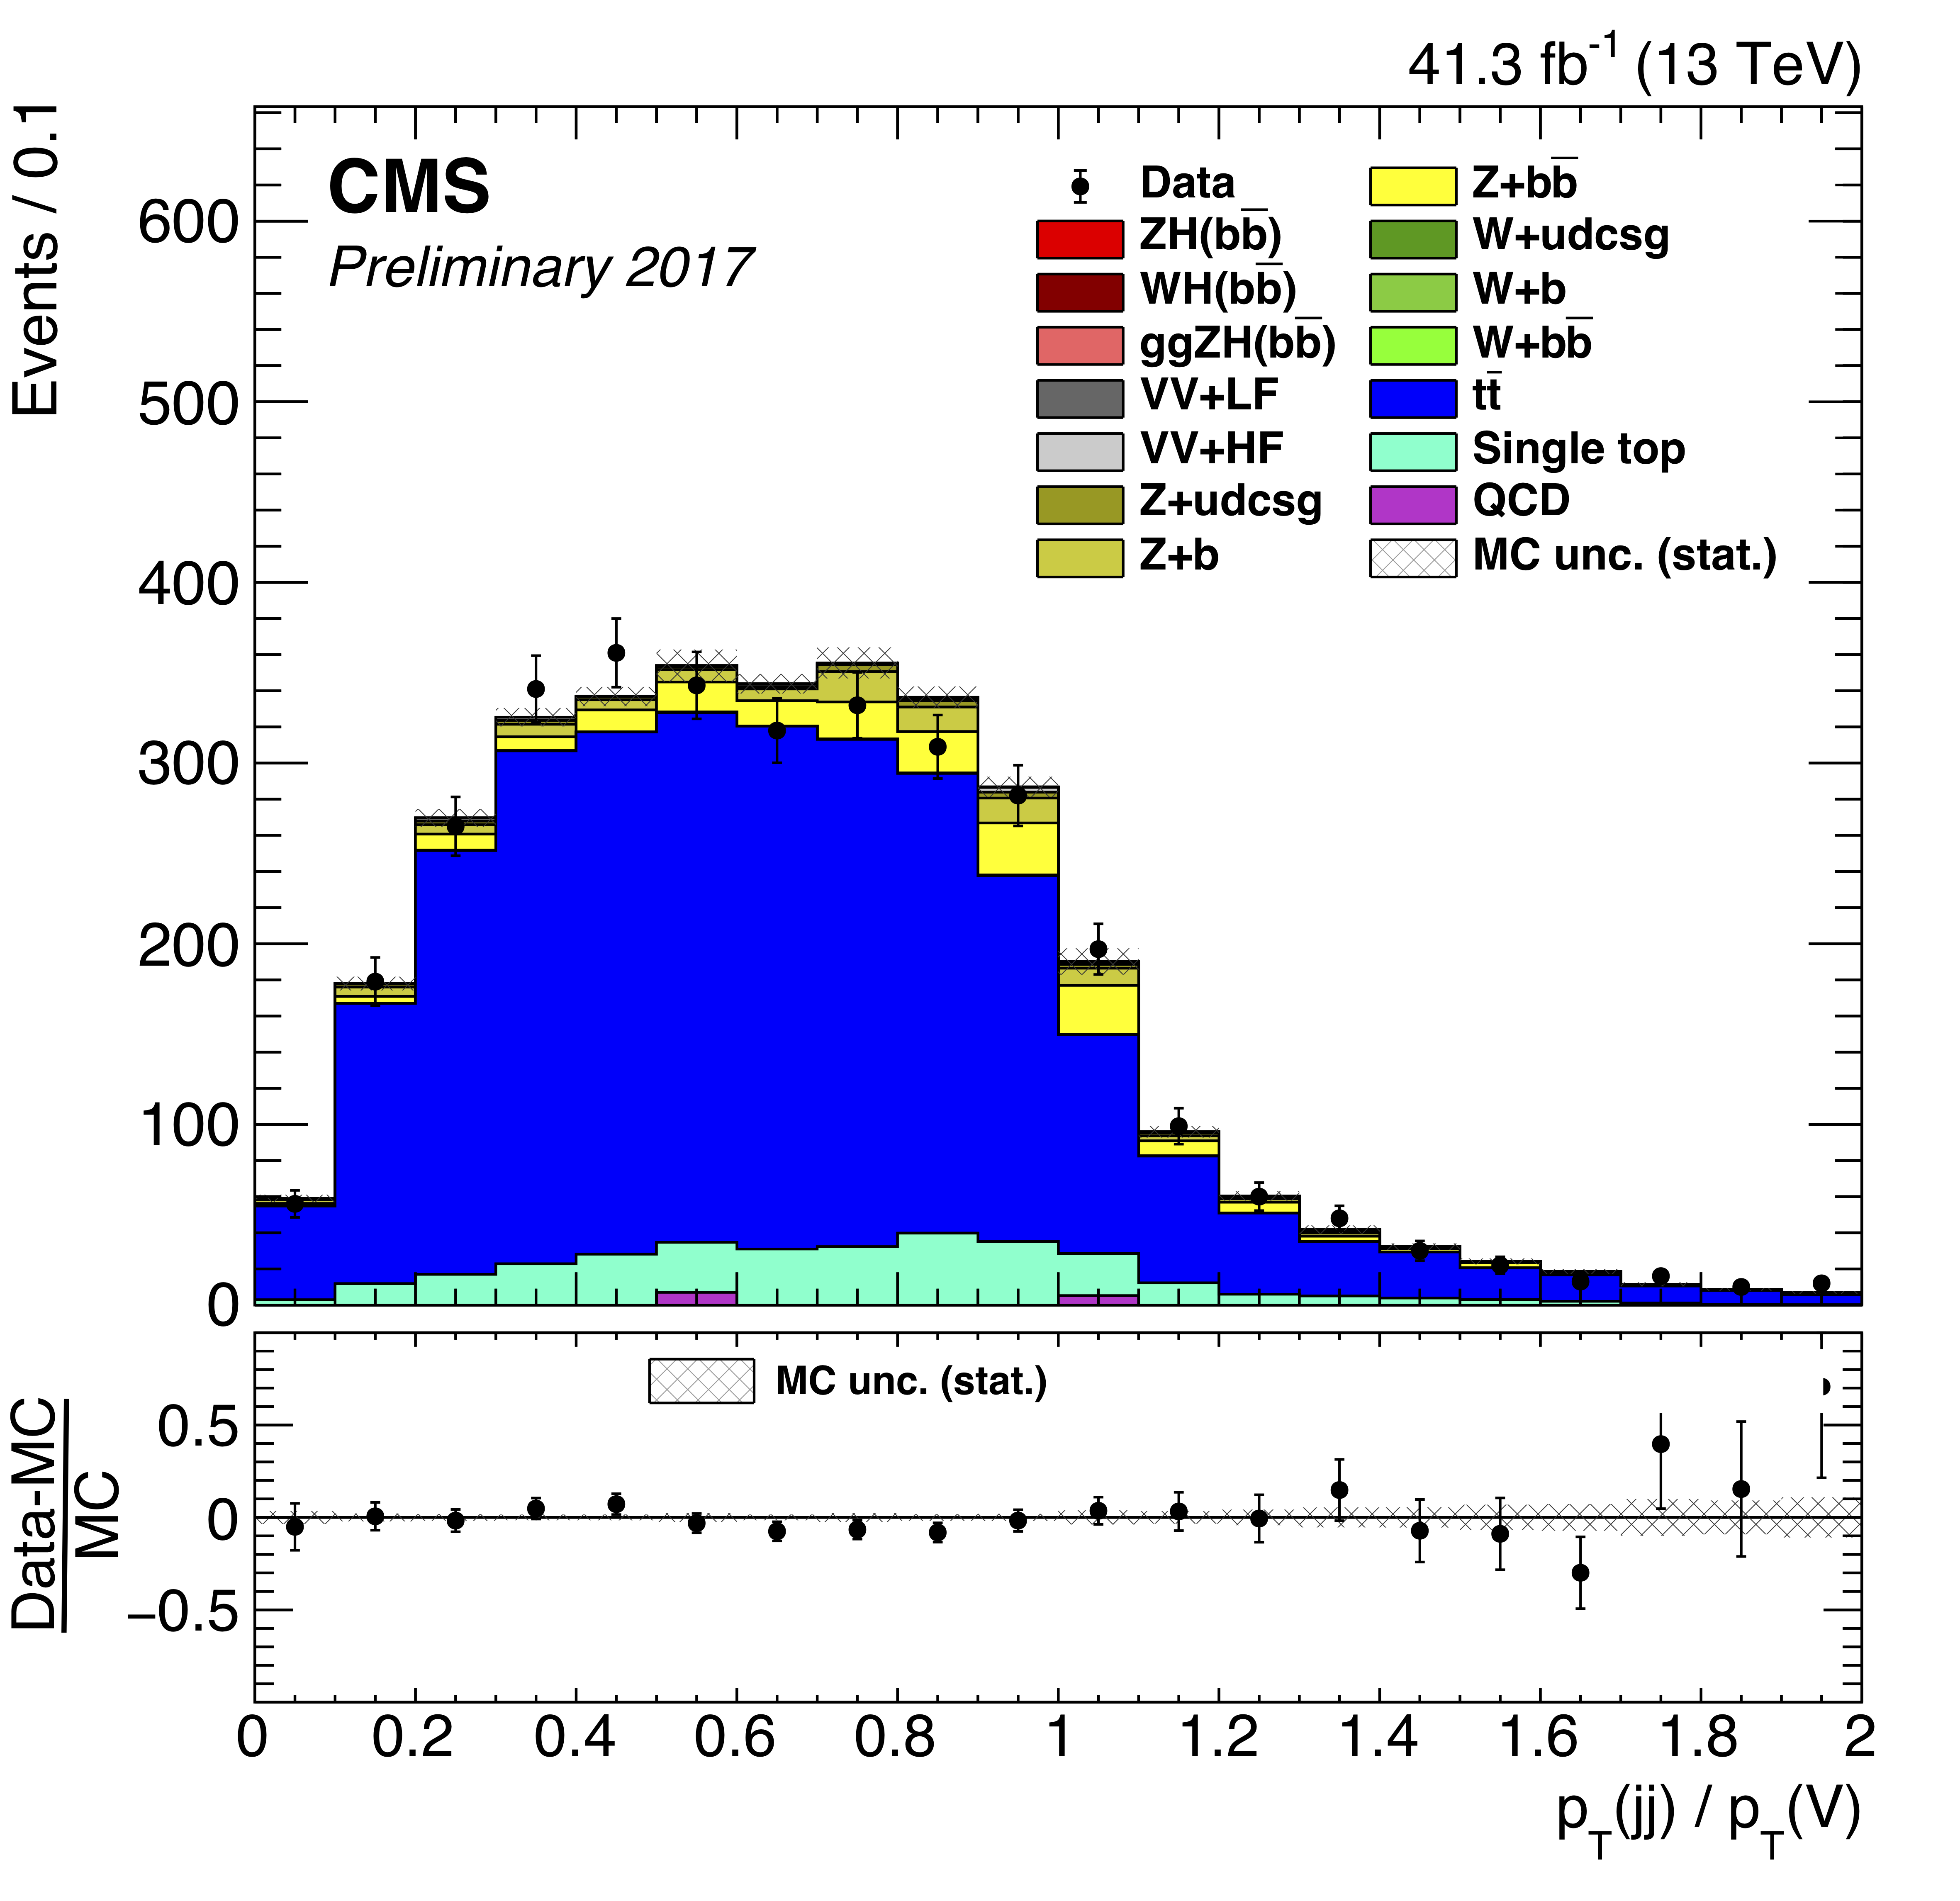 41.3 fb⁻¹ (13 TeV)
Events / 0.1
CMS
Preliminary 2017
Data
ZH(bb̅)
WH(bb̅)
ggZH(bb̅)
VV+LF
VV+HF
Z+udcsg
Z+b
Z+bb̅
W+udcsg
W+b
W+bb̅
tt̅
Single top
QCD
MC unc. (stat.)
600
500
400
300
200
100
0
MC unc. (stat.)
Data-MC
MC
0.5
0
−0.5
0 0.2 0.4 0.6 0.8 1 1.2 1.4 1.6 1.8 2
p_T(jj) / p_T(V)